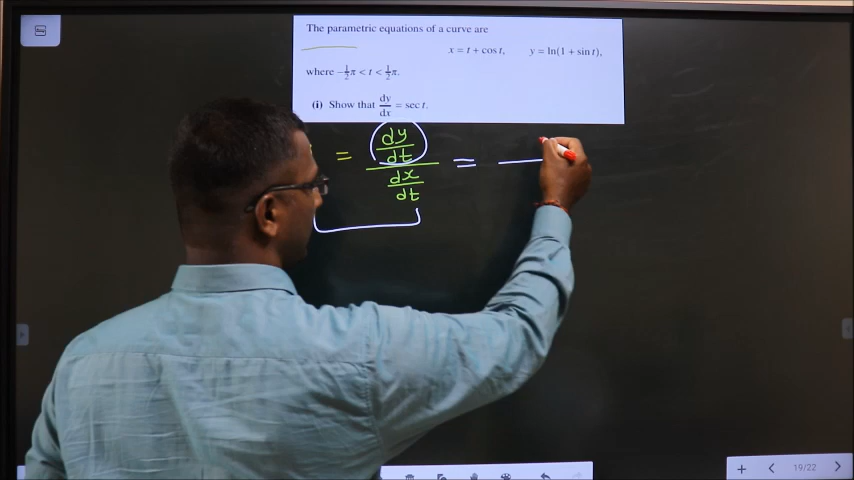 The parametric equations of a curve are
x = t + cos t, y = ln(1 + sin t),
where −½π < t < ½π.
(i) Show that dy/dx = sec t.
= dy/dt / dx/dt =
19/22